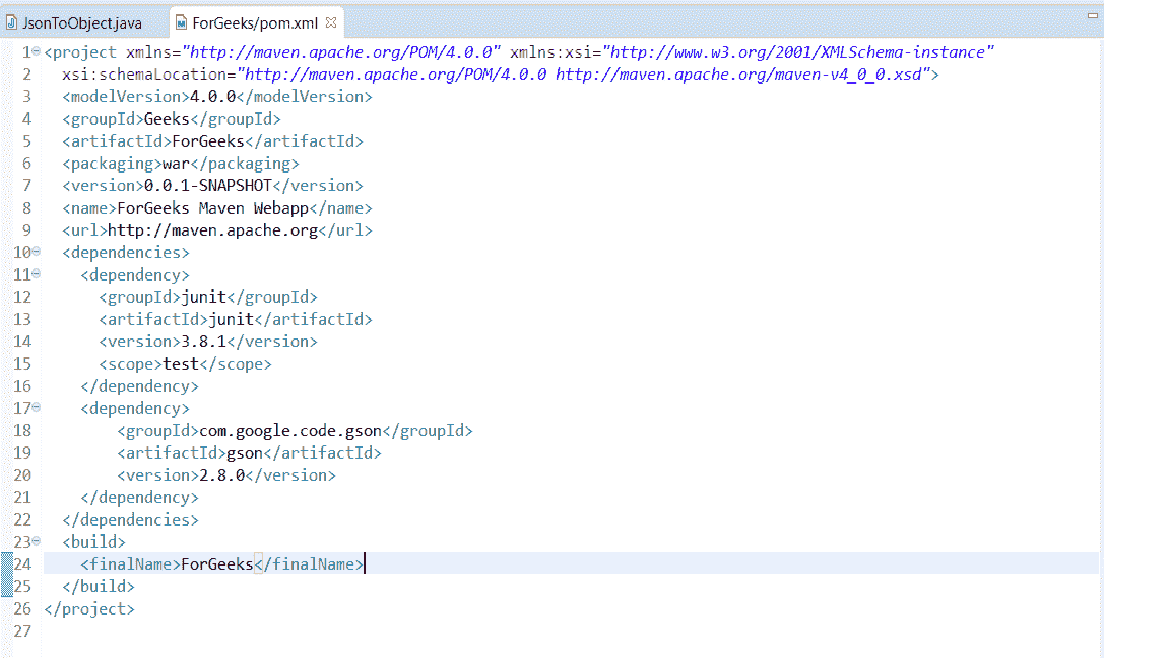 JsonToObject.java ForGeeks/pom.xml
1 <project xmlns="http://maven.apache.org/POM/4.0.0" xmlns:xsi="http://www.w3.org/2001/XMLSchema-instance"
2 xsi:schemaLocation="http://maven.apache.org/POM/4.0.0 http://maven.apache.org/maven-v4_0_0.xsd">
3 <modelVersion>4.0.0</modelVersion>
4 <groupId>Geeks</groupId>
5 <artifactId>ForGeeks</artifactId>
6 <packaging>war</packaging>
7 <version>0.0.1-SNAPSHOT</version>
8 <name>ForGeeks Maven Webapp</name>
9 <url>http://maven.apache.org</url>
10 <dependencies>
11 <dependency>
12 <groupId>junit</groupId>
13 <artifactId>junit</artifactId>
14 <version>3.8.1</version>
15 <scope>test</scope>
16 </dependency>
17 <dependency>
18 <groupId>com.google.code.gson</groupId>
19 <artifactId>gson</artifactId>
20 <version>2.8.0</version>
21 </dependency>
22 </dependencies>
23 <build>
24 <finalName>ForGeeks</finalName>
25 </build>
26 </project>
27